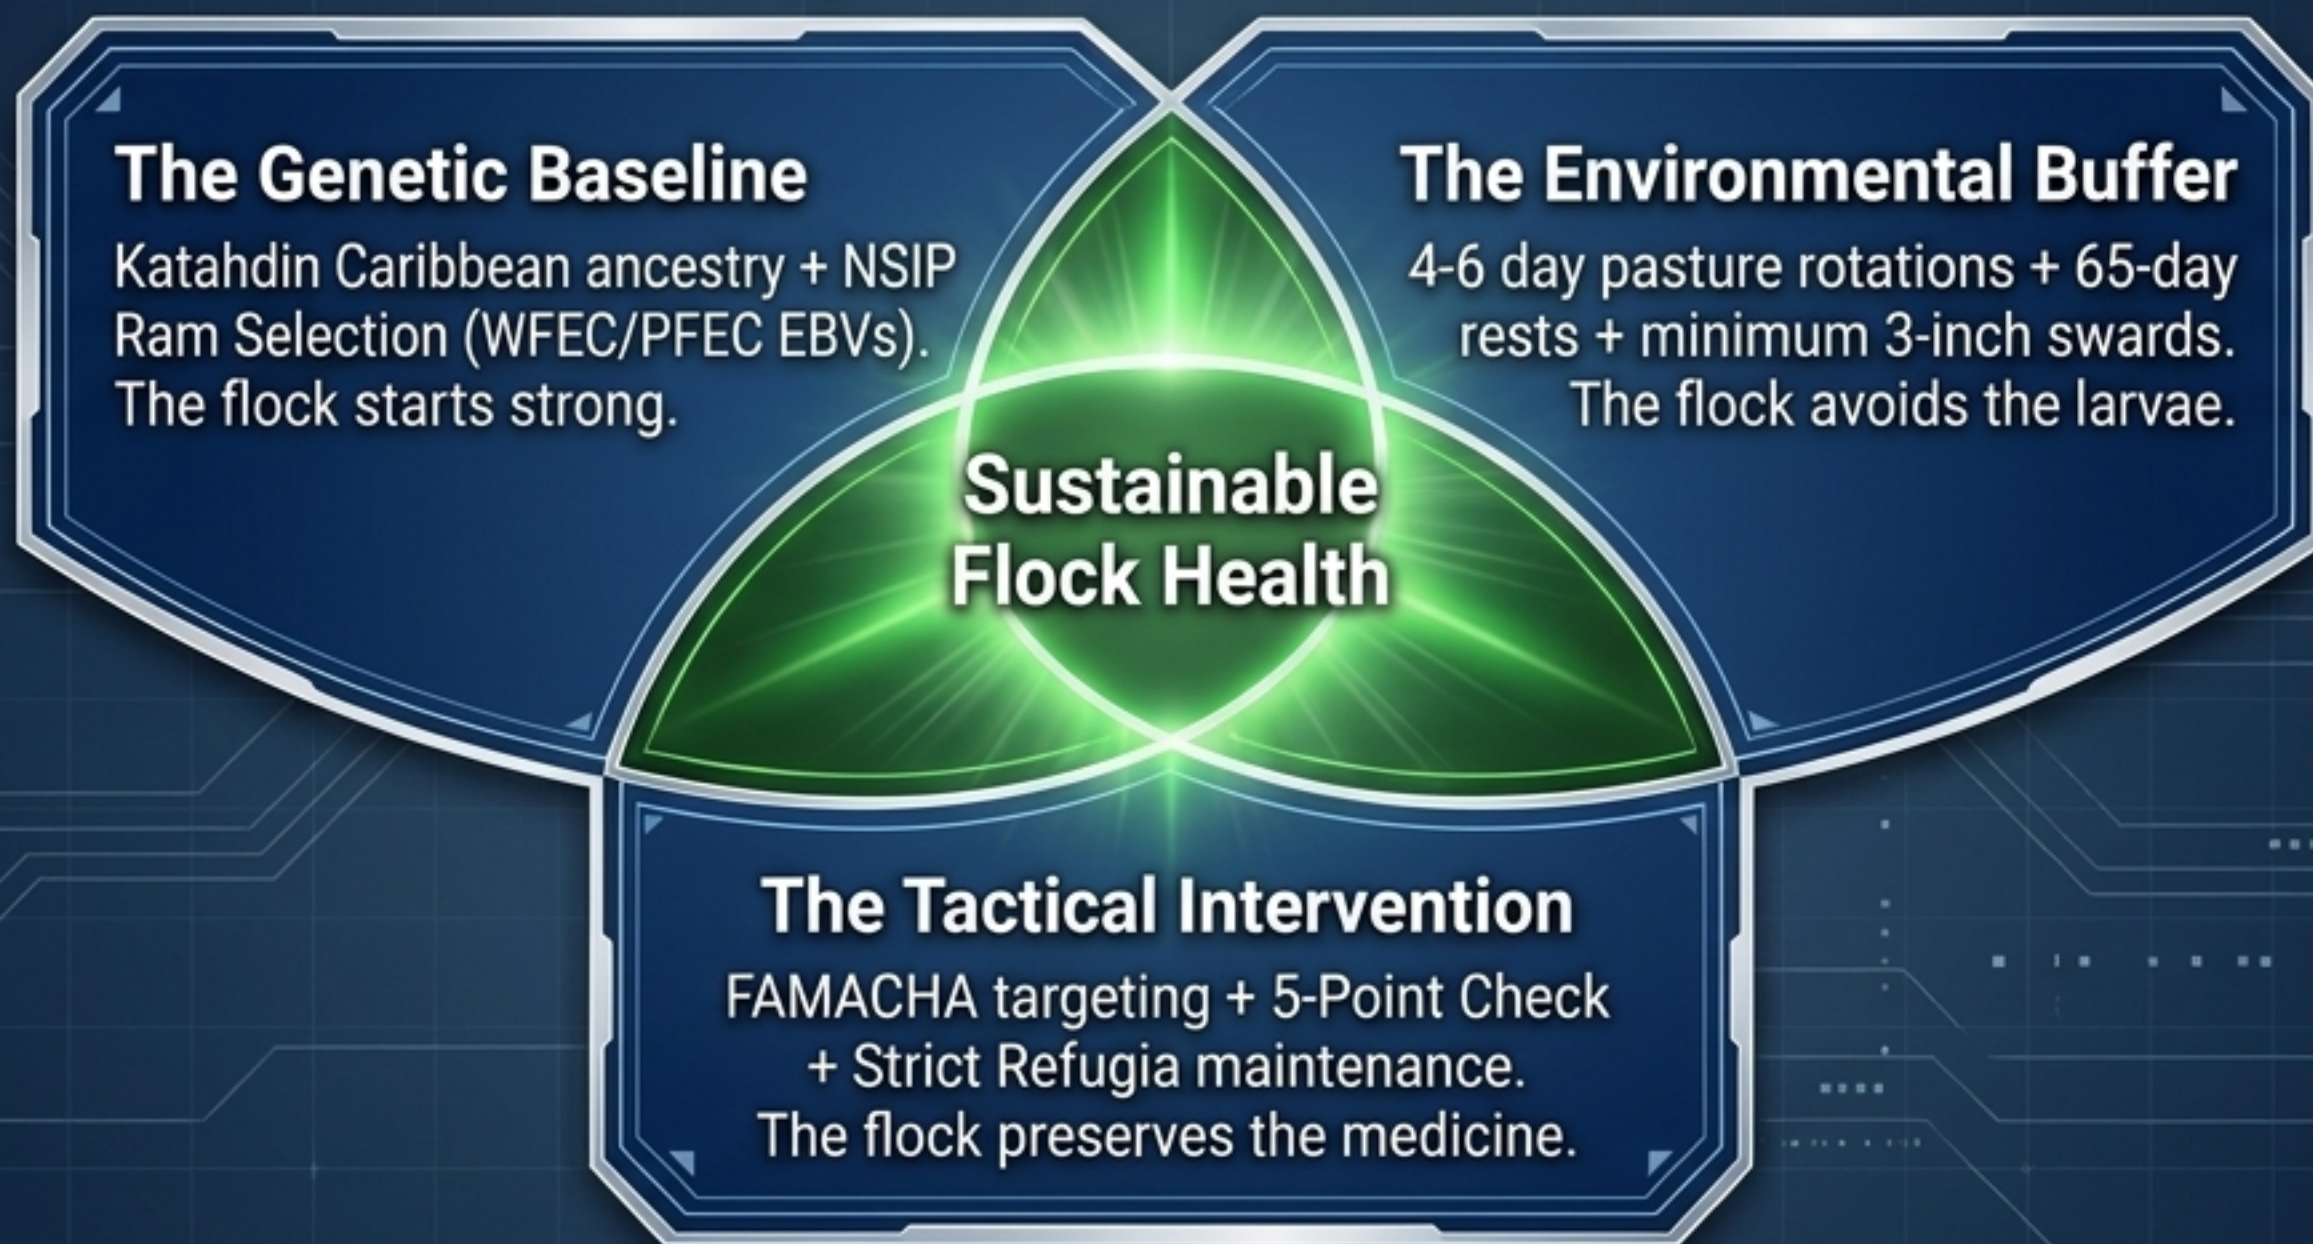 The Genetic Baseline
Katahdin Caribbean ancestry + NSIP
Ram Selection (WFEC/PFEC EBVs).
The flock starts strong.
The Environmental Buffer
4-6 day pasture rotations + 65-day
rests + minimum 3-inch swards.
The flock avoids the larvae.
Sustainable
Flock Health
The Tactical Intervention
FAMACHA targeting + 5-Point Check
+ Strict Refugia maintenance.
The flock preserves the medicine.